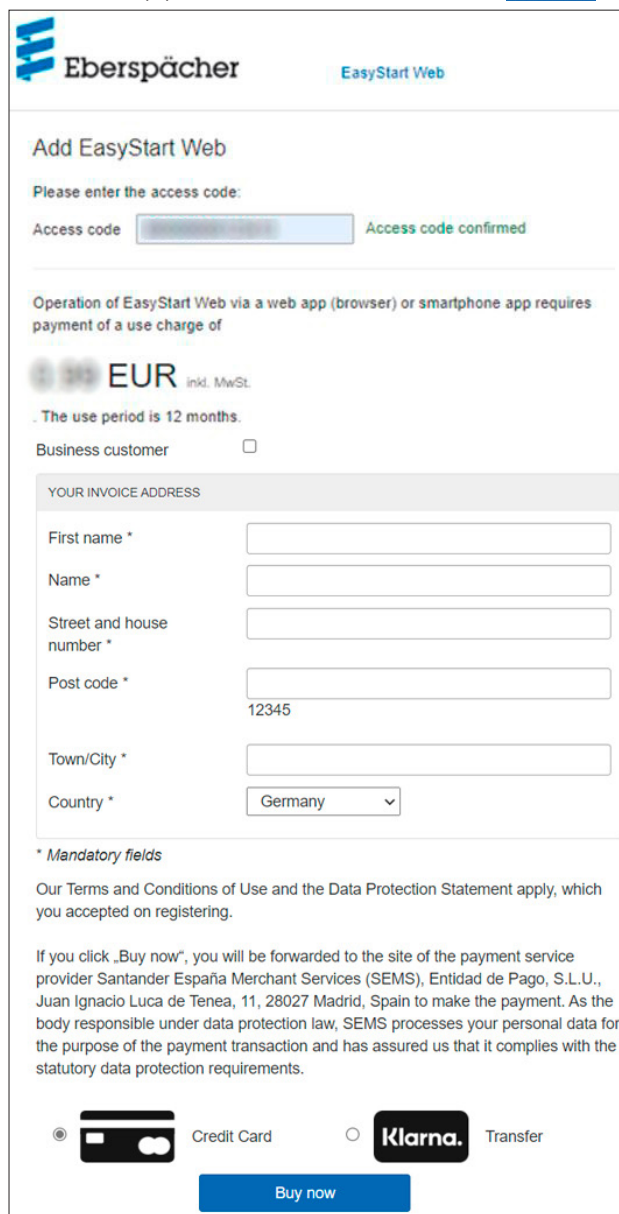 Eberspächer
EasyStart Web
Add EasyStart Web
Please enter the access code:
Access code
Access code confirmed
Operation of EasyStart Web via a web app (browser) or smartphone app requires
payment of a use charge of
EUR inkl. MwSt.
. The use period is 12 months.
Business customer
YOUR INVOICE ADDRESS
First name *
Name *
Street and house
number *
Post code *
12345
Town/City *
Country *
Germany
* Mandatory fields
Our Terms and Conditions of Use and the Data Protection Statement apply, which
you accepted on registering.
If you click „Buy now“, you will be forwarded to the site of the payment service
provider Santander España Merchant Services (SEMS), Entidad de Pago, S.L.U.,
Juan Ignacio Luca de Tenea, 11, 28027 Madrid, Spain to make the payment. As the
body responsible under data protection law, SEMS processes your personal data for
the purpose of the payment transaction and has assured us that it complies with the
statutory data protection requirements.
Credit Card
Klarna.
Transfer
Buy now